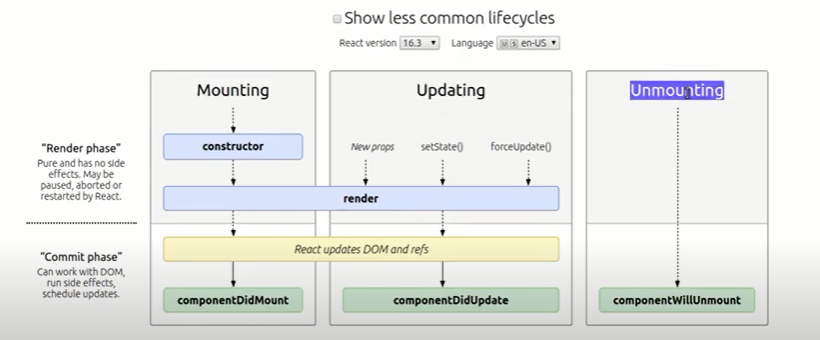 Show less common lifecycles
React version 16.3 Language en-US
Mounting
Updating
Unmounting
"Render phase"
Pure and has no side
effects. May be
paused, aborted or
restarted by React.
constructor
New props
setState()
forceUpdate()
render
"Commit phase"
Can work with DOM,
run side effects,
schedule updates.
React updates DOM and refs
componentDidMount
componentDidUpdate
componentWillUnmount